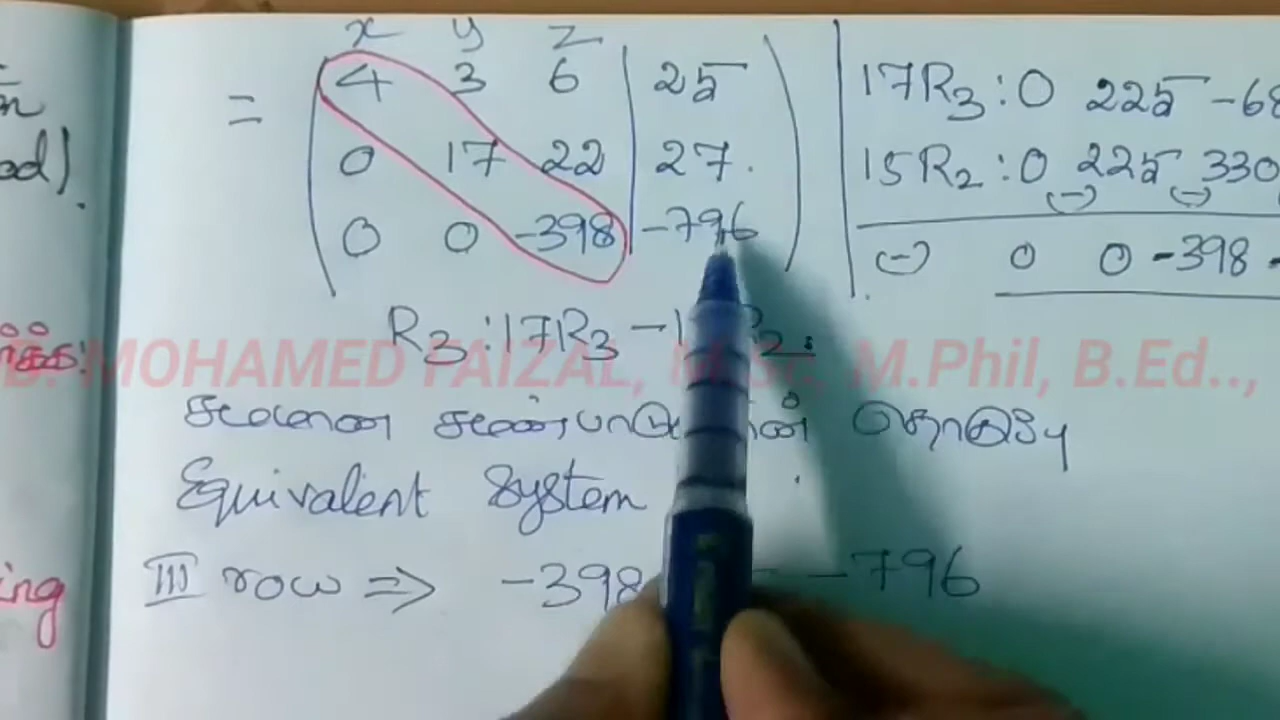 x y z
= 4 3 6 | 25
0 17 22 | 27.
0 0 -398 | -796
R3 : 17R3 -
17R3 : 0 225 -68
15R2 : 0 225 330
(-) (-)
(-) 0 0 -398 -
B. MOHAMED FAIZAL, M.Sc, M.Phil, B.Ed..,
சமமான தொகுப்பு
Equivalent System
III row => -398 = -796